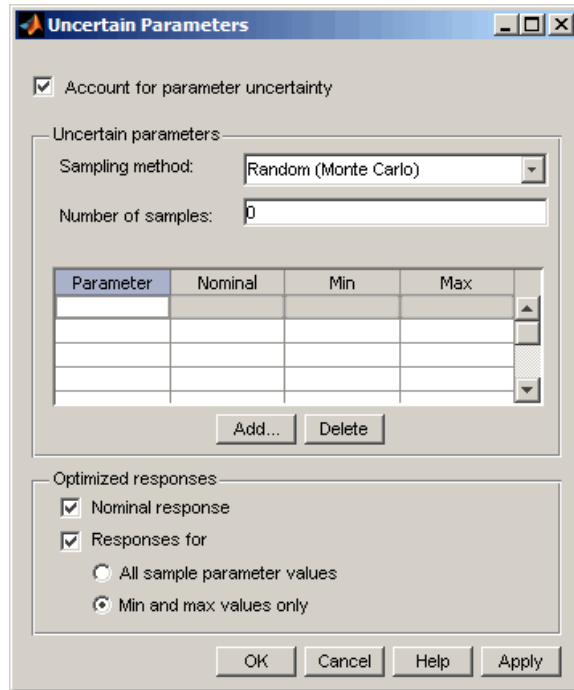 Uncertain Parameters
Account for parameter uncertainty
Uncertain parameters
Sampling method: Random (Monte Carlo)
Number of samples: 0
Parameter Nominal Min Max
Add... Delete
Optimized responses
Nominal response
Responses for
All sample parameter values
Min and max values only
OK Cancel Help Apply